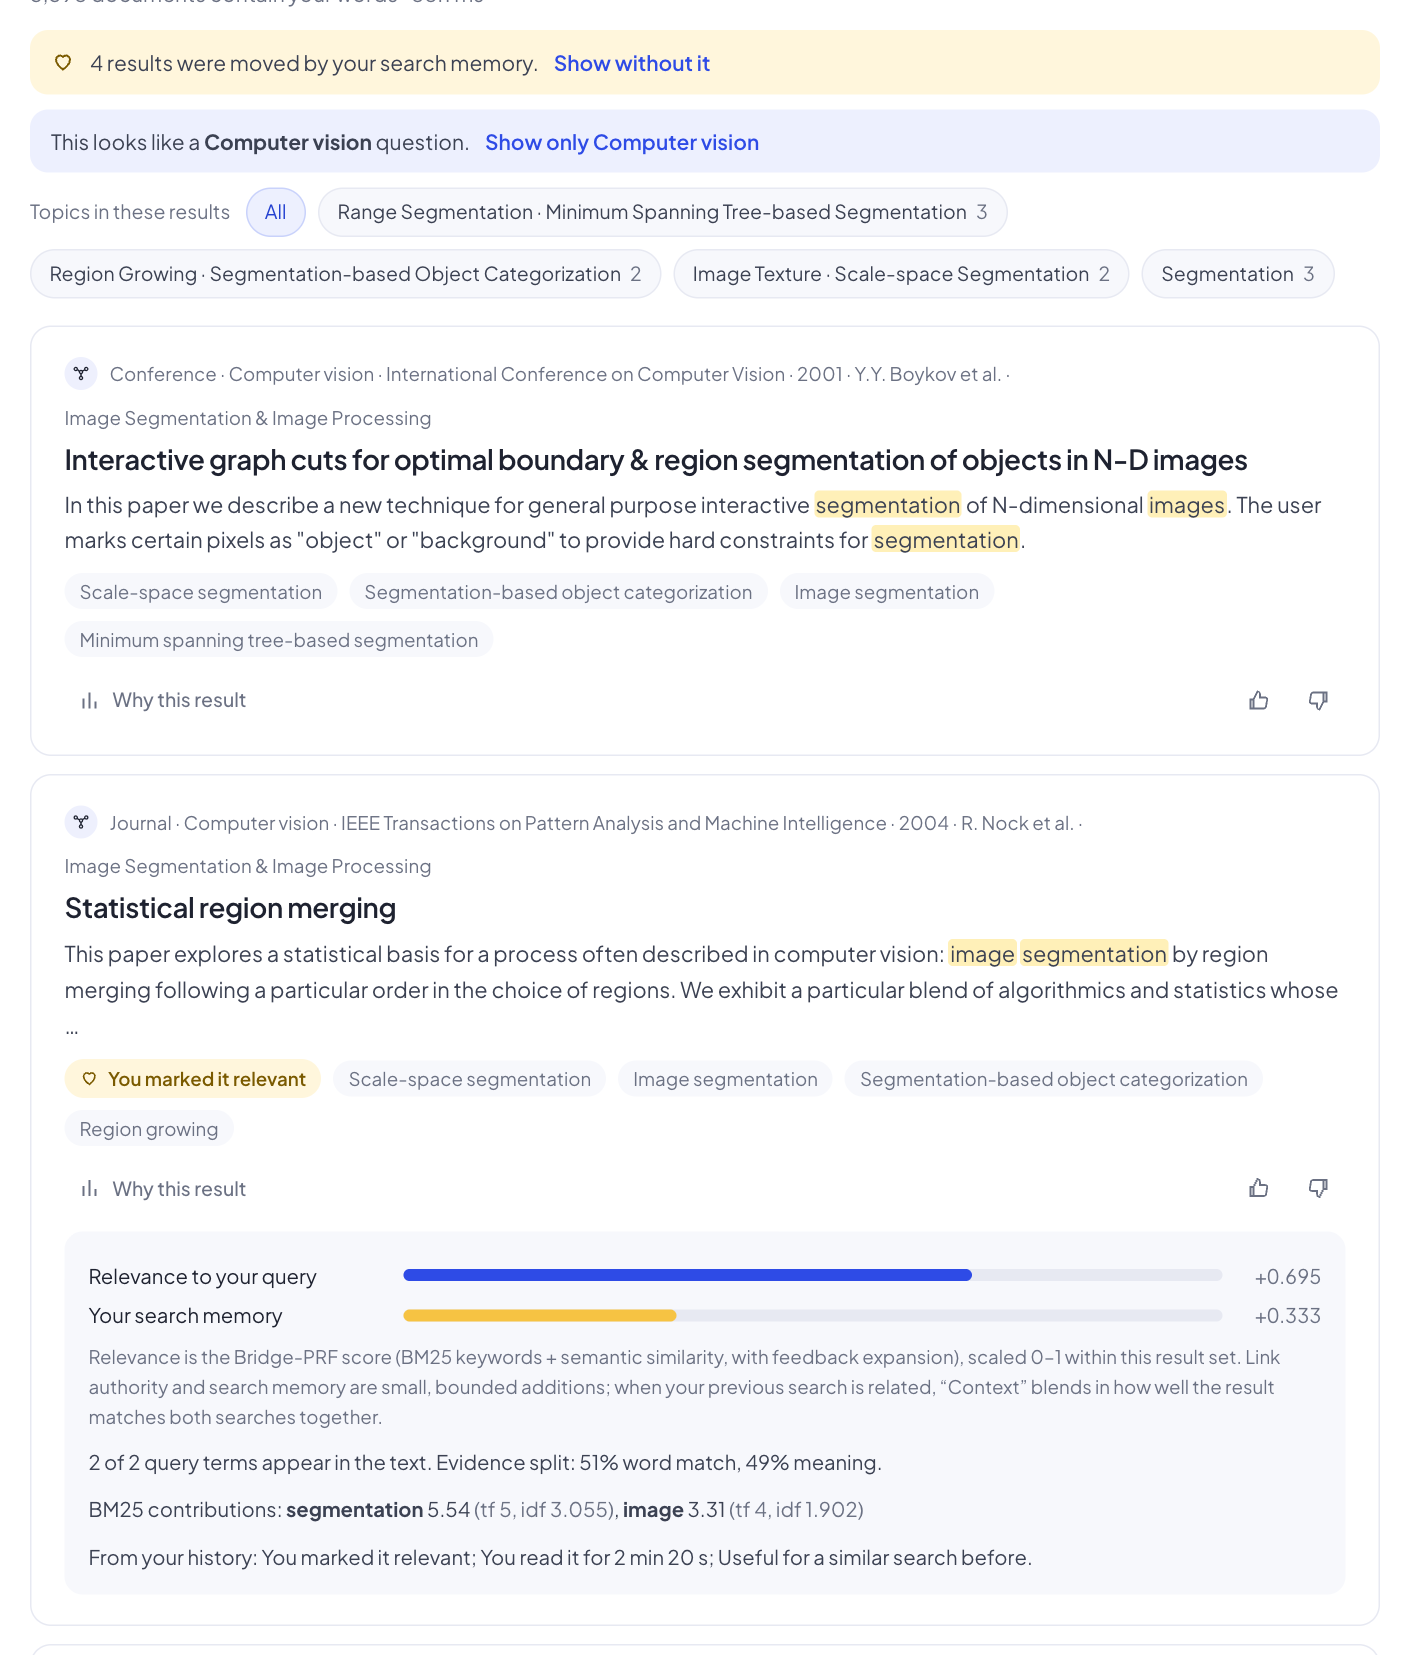 4 results were moved by your search memory. Show without it
This looks like a Computer vision question. Show only Computer vision
Topics in these results All Range Segmentation · Minimum Spanning Tree-based Segmentation 3
Region Growing · Segmentation-based Object Categorization 2 Image Texture · Scale-space Segmentation 2 Segmentation 3
Conference · Computer vision · International Conference on Computer Vision · 2001 · Y.Y. Boykov et al. ·
Image Segmentation & Image Processing
Interactive graph cuts for optimal boundary & region segmentation of objects in N-D images
In this paper we describe a new technique for general purpose interactive segmentation of N-dimensional images. The user
marks certain pixels as "object" or "background" to provide hard constraints for segmentation.
Scale-space segmentation Segmentation-based object categorization Image segmentation
Minimum spanning tree-based segmentation
Why this result
Journal · Computer vision · IEEE Transactions on Pattern Analysis and Machine Intelligence · 2004 · R. Nock et al. ·
Image Segmentation & Image Processing
Statistical region merging
This paper explores a statistical basis for a process often described in computer vision: image segmentation by region
merging following a particular order in the choice of regions. We exhibit a particular blend of algorithmics and statistics whose
…
You marked it relevant Scale-space segmentation Image segmentation Segmentation-based object categorization
Region growing
Why this result
Relevance to your query +0.695
Your search memory +0.333
Relevance is the Bridge-PRF score (BM25 keywords + semantic similarity, with feedback expansion), scaled 0–1 within this result set. Link
authority and search memory are small, bounded additions; when your previous search is related, “Context” blends in how well the result
matches both searches together.
2 of 2 query terms appear in the text. Evidence split: 51% word match, 49% meaning.
BM25 contributions: segmentation 5.54 (tf 5, idf 3.055), image 3.31 (tf 4, idf 1.902)
From your history: You marked it relevant; You read it for 2 min 20 s; Useful for a similar search before.